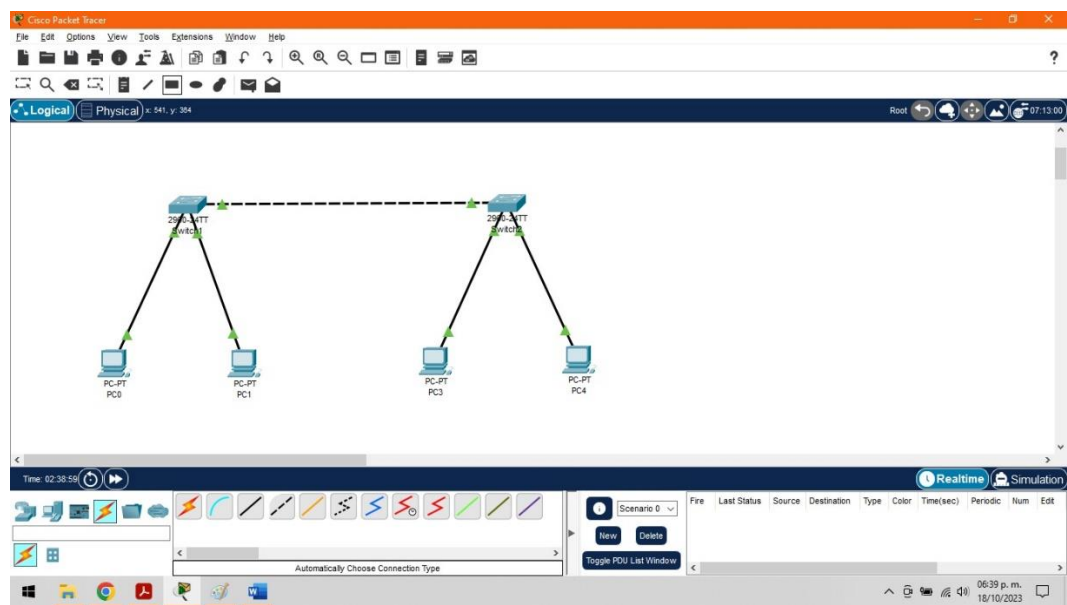 Cisco Packet Tracer
File Edit Options View Tools Extensions Window Help
?
Logical Physical x: 541, y: 364 Root 07:13:00
2960-24TT
Switch1
2960-24TT
Switch2
PC-PT
PC0
PC-PT
PC1
PC-PT
PC3
PC-PT
PC4
Time: 02:38:59 Realtime Simulation
Scenario 0
New Delete
Toggle PDU List Window
Fire Last Status Source Destination Type Color Time(sec) Periodic Num Edit
Automatically Choose Connection Type
06:39 p. m.
18/10/2023